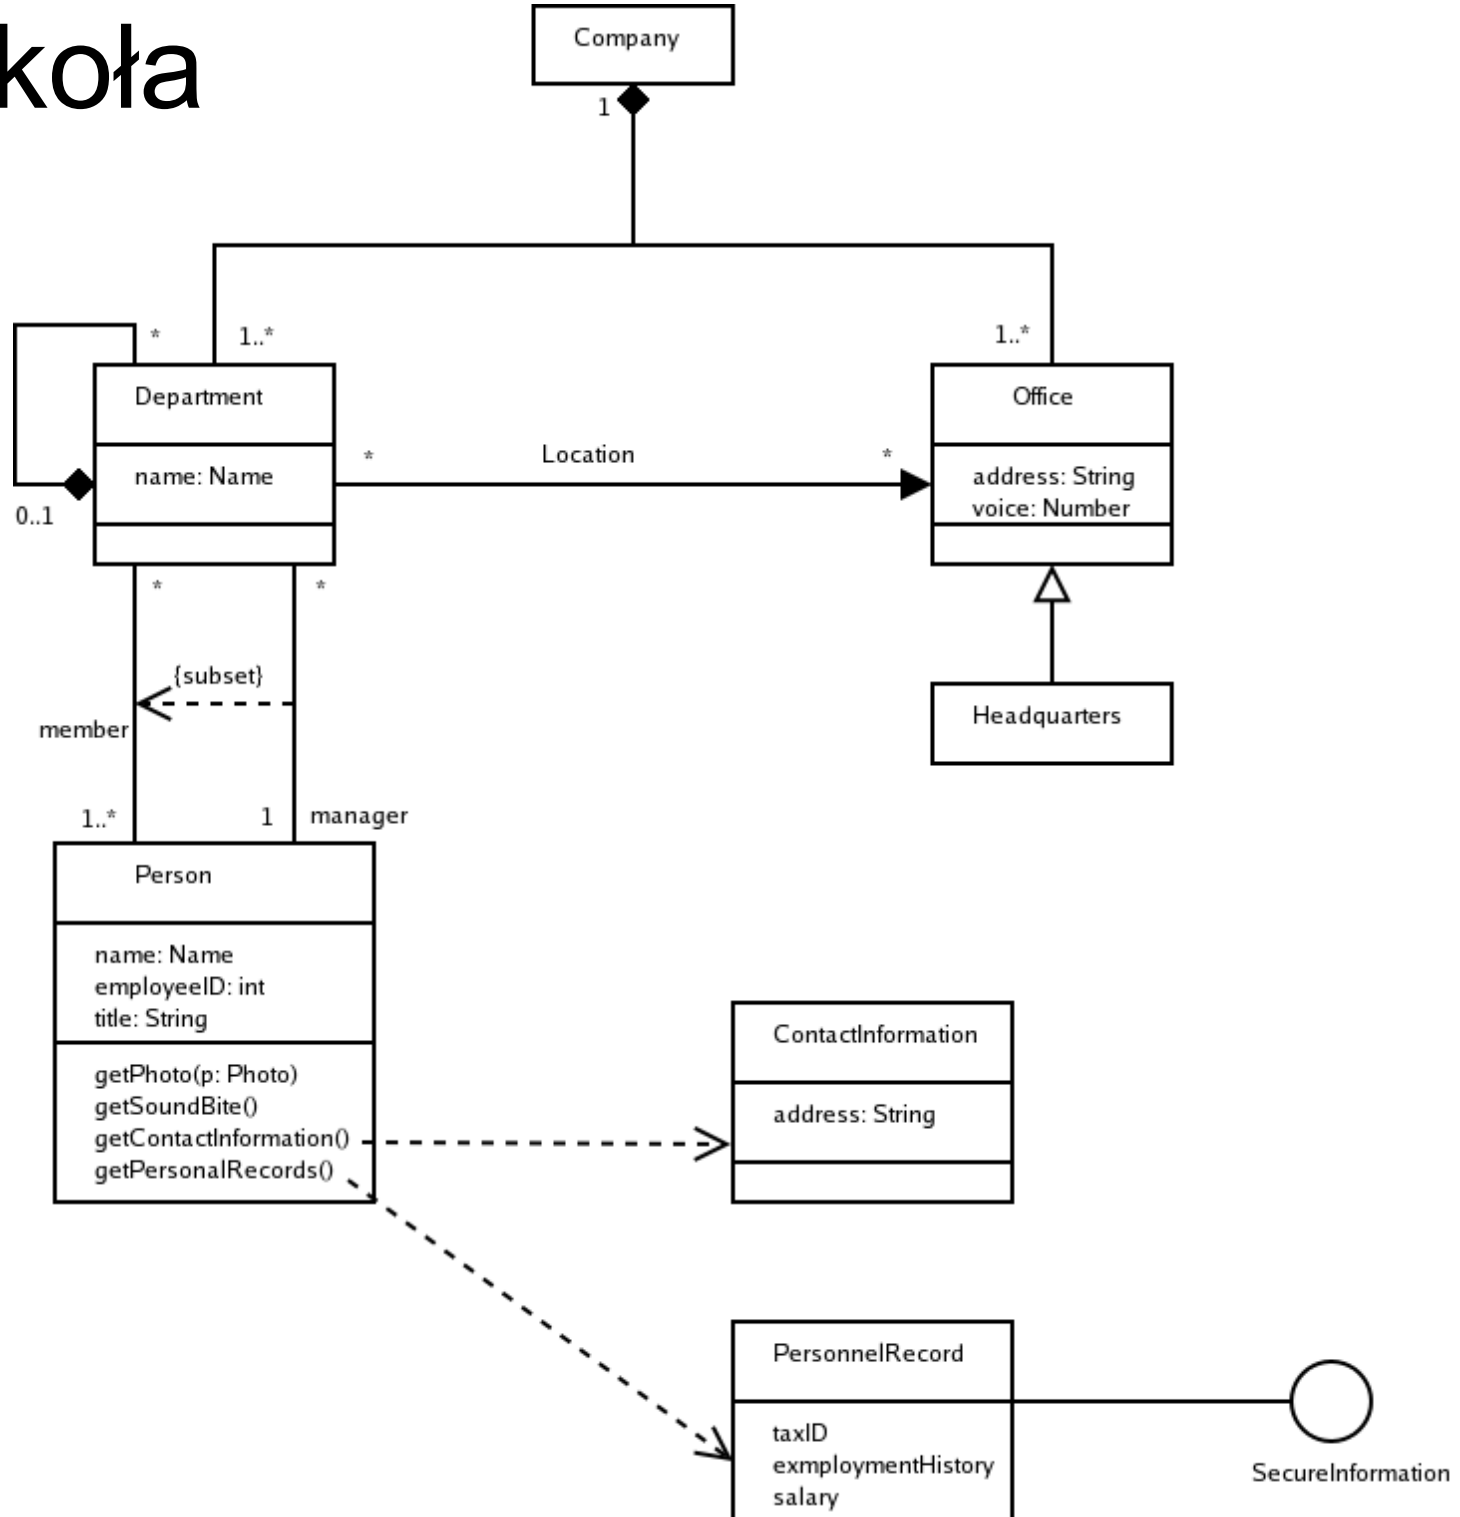 koła
Company
1
*
1..*
1..*
Department
name: Name
0..1
*
Location
*
Office
address: String
voice: Number
*
*
{subset}
member
Headquarters
1..*
1
manager
Person
name: Name
employeeID: int
title: String
getPhoto(p: Photo)
getSoundBite()
getContactInformation()
getPersonalRecords()
ContactInformation
address: String
PersonnelRecord
taxID
exmploymentHistory
salary
SecureInformation